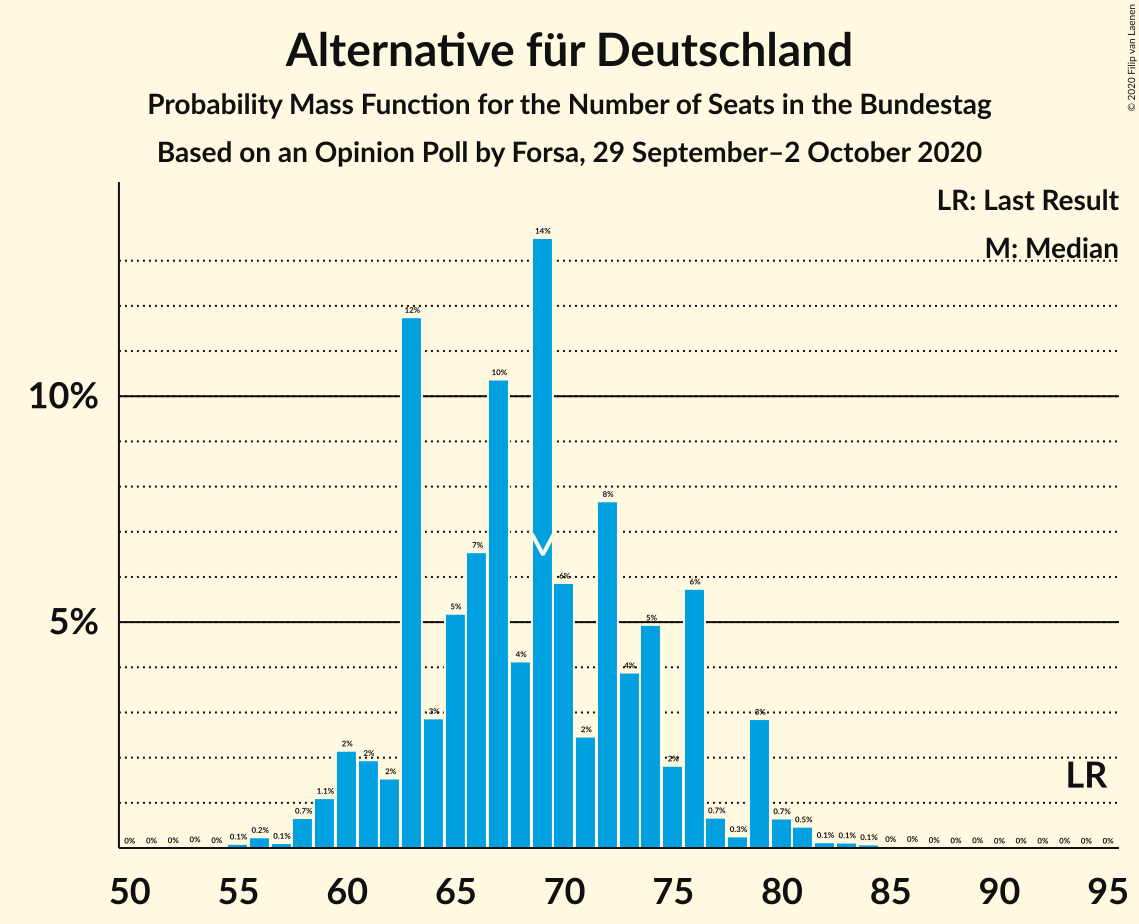 Alternative für Deutschland
Probability Mass Function for the Number of Seats in the Bundestag
Based on an Opinion Poll by Forsa, 29 September–2 October 2020
© 2020 Filip van Laenen
LR: Last Result
M: Median
10%
5%
0% 0% 0% 0% 0% 0.1% 0.2% 0.1% 0.7% 1.1% 2% 2% 2% 12% 3% 5% 7% 10% 4% 14% 6% 2% 8% 4% 5% 2% 6% 0.7% 0.3% 3% 0.7% 0.5% 0.1% 0.1% 0.1% 0% 0% 0% 0% 0% 0% 0% 0% 0% 0% 0%
LR
50 55 60 65 70 75 80 85 90 95